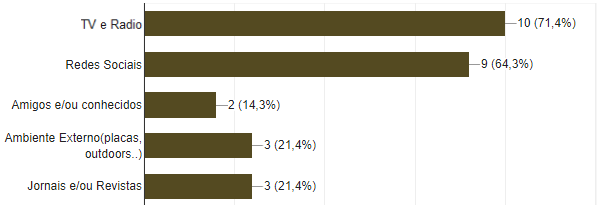 TV e Radio
10 (71,4%)
Redes Sociais
9 (64,3%)
Amigos e/ou conhecidos
2 (14,3%)
Ambiente Externo(placas,
outdoors..)
3 (21,4%)
Jornais e/ou Revistas
3 (21,4%)